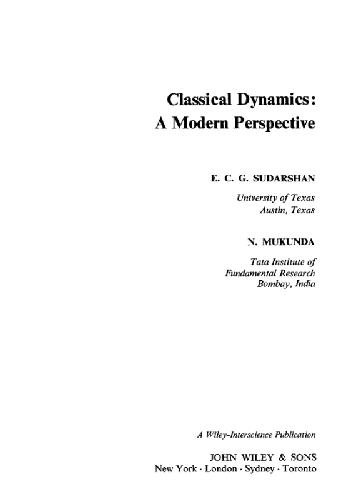 Classical Dynamics:
A Modern Perspective
E. C. G. SUDARSHAN
University of Texas
Austin, Texas
N. MUKUNDA
Tata Institute of
Fundamental Research
Bombay, India
A Wiley-Interscience Publication
JOHN WILEY & SONS
New York · London · Sydney · Toronto